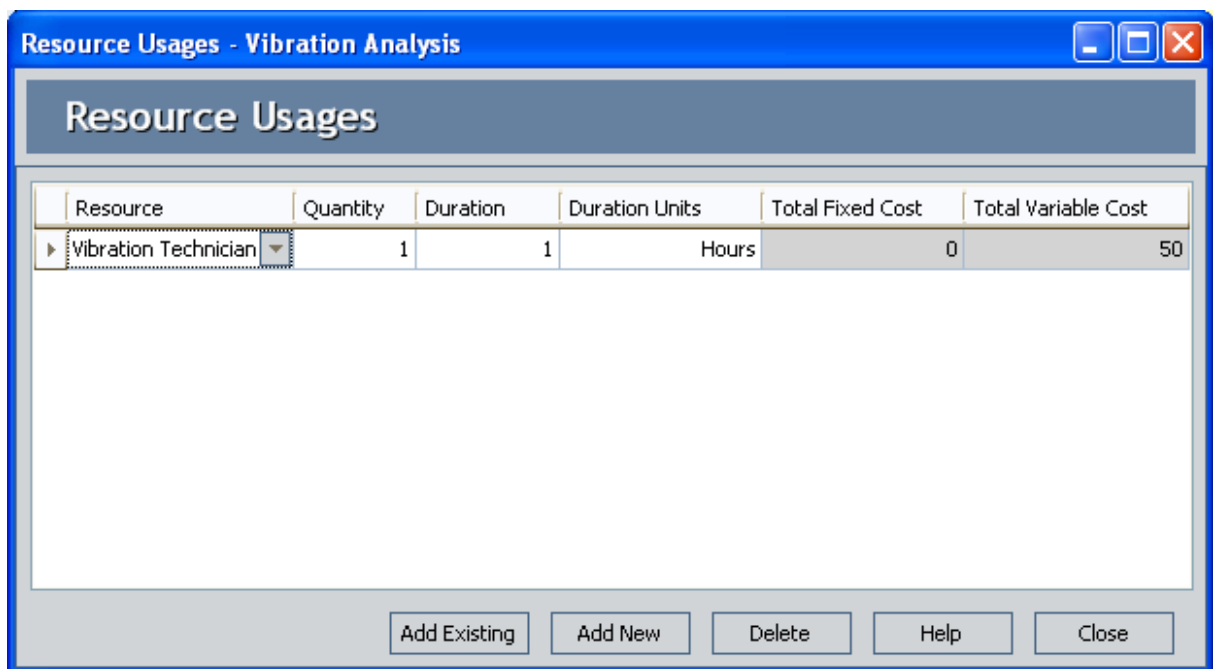 Resource Usages - Vibration Analysis
Resource Usages
Resource Quantity Duration Duration Units Total Fixed Cost Total Variable Cost
Vibration Technician 1 1 Hours 0 50
Add Existing Add New Delete Help Close